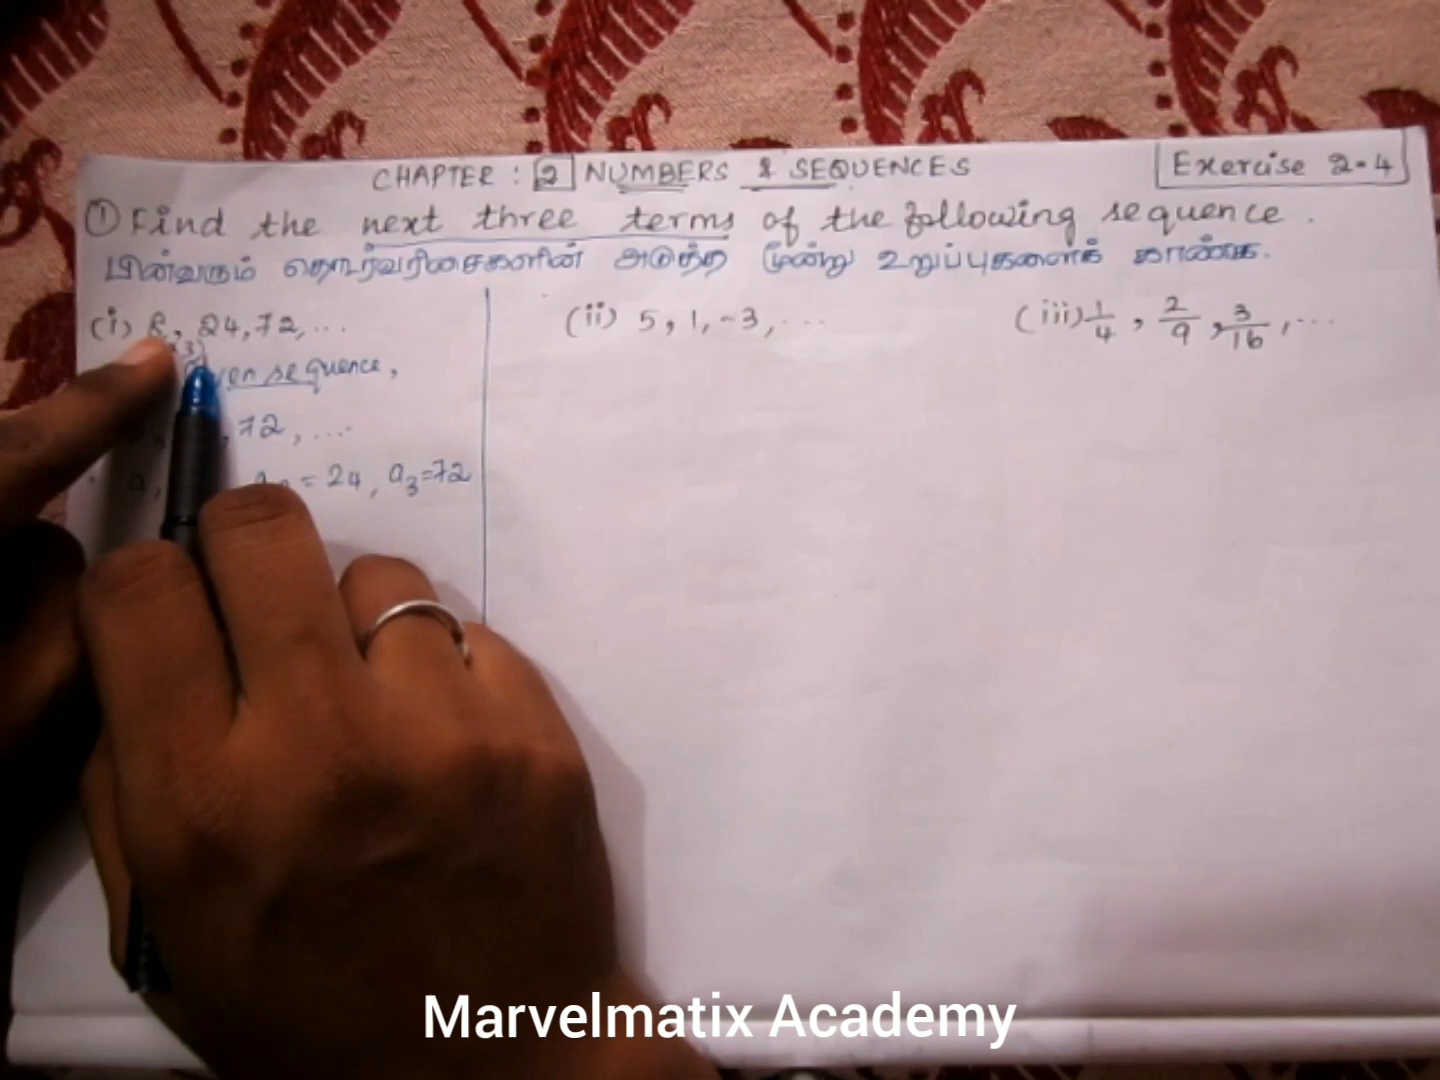 CHAPTER : 2 NUMBERS & SEQUENCES
Exercise 2.4
① Find the next three terms of the following sequence .
பின்வரும் தொடர்வரிசைகளின் அடுத்த மூன்று உறுப்புகளைக் காண்க.
(i) 8, 24, 72, ...
(ii) 5, 1, -3, ...
(iii) 1/4 , 2/9 , 3/16 , ...
sequence,
, 72, ....
= 24, a₃=72
Marvelmatix Academy